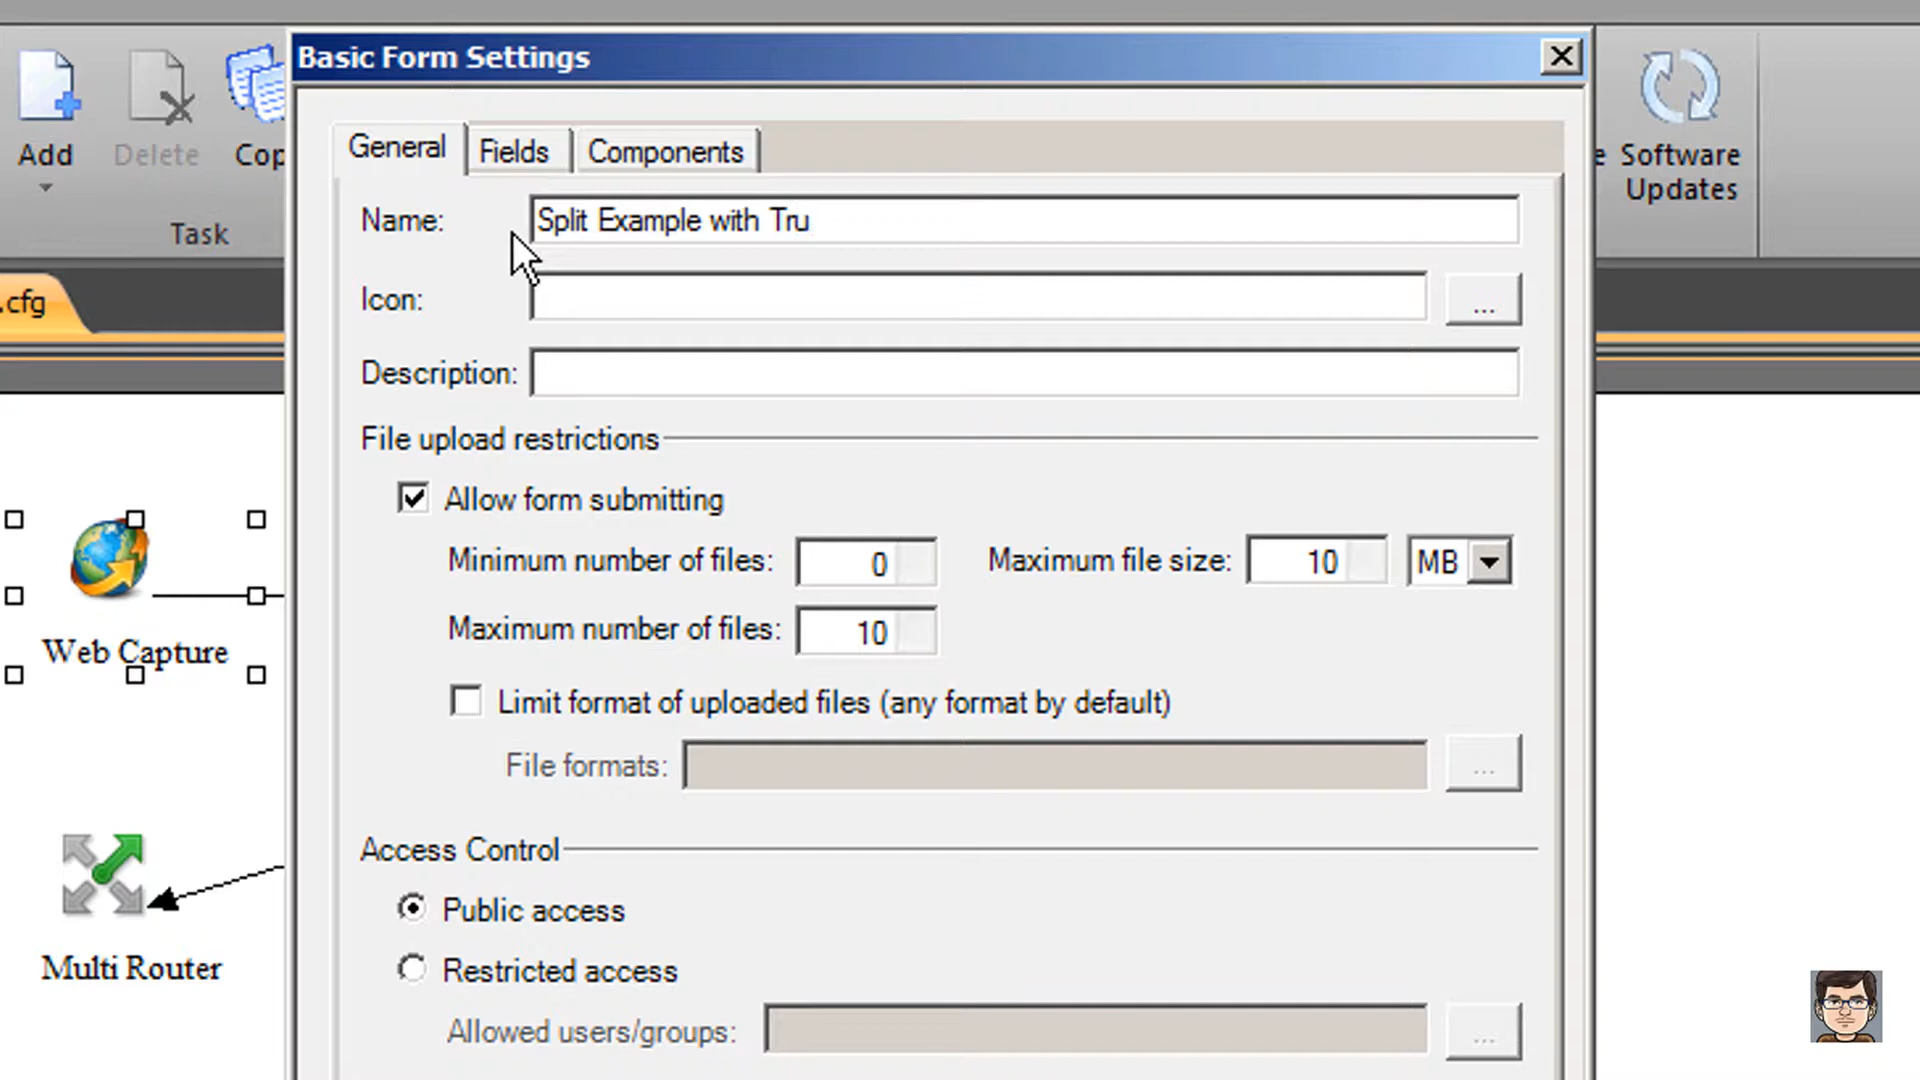 Basic Form Settings
Add
Delete
Software
Updates
Task
.cfg
General
Fields
Components
Name:
Split Example with Tru
Icon:
...
Description:
File upload restrictions
Allow form submitting
Minimum number of files:
0
Maximum file size:
10
MB
Maximum number of files:
10
Limit format of uploaded files (any format by default)
File formats:
...
Access Control
Public access
Restricted access
Allowed users/groups:
...
Web Capture
Multi Router